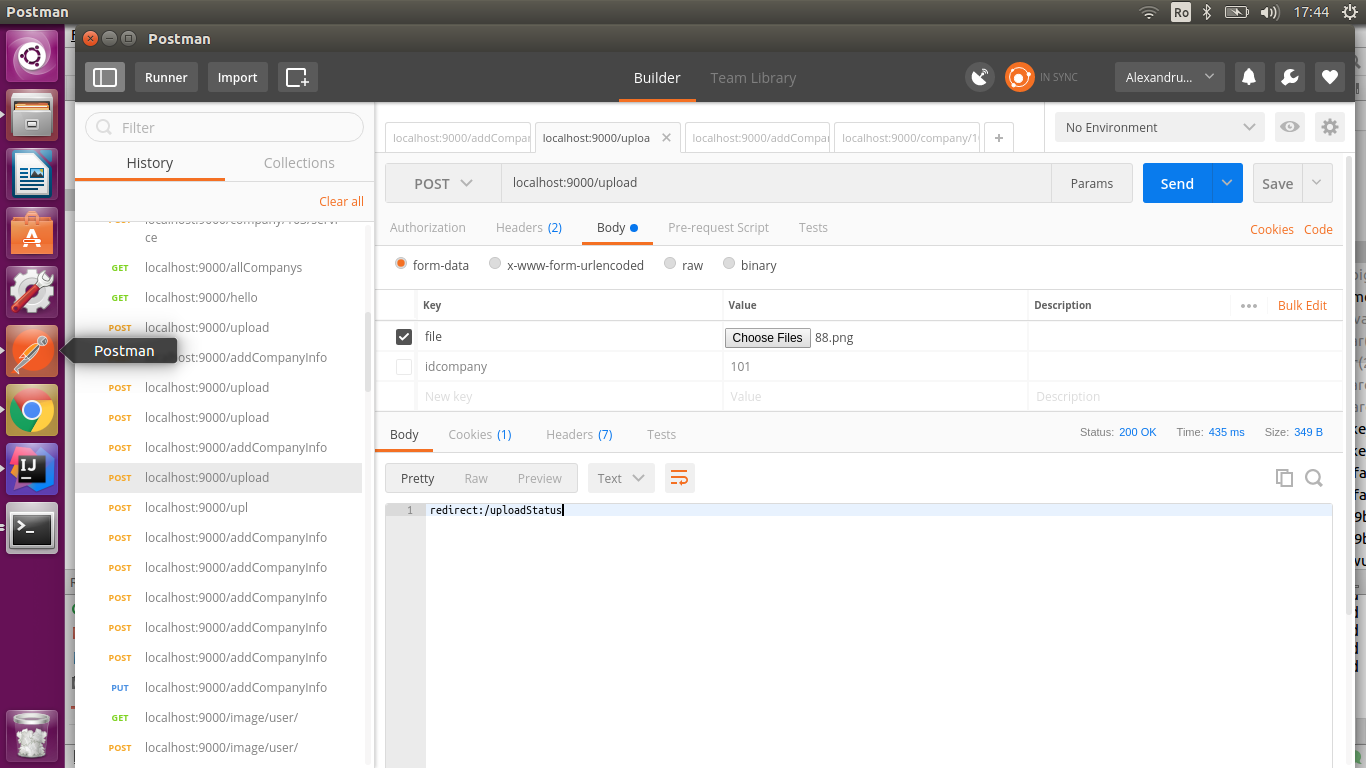 Postman
Ro
17:44
Postman
Runner
Import
Builder
Team Library
IN SYNC
Alexandru...
Filter
History
Collections
Clear all
ce
GET localhost:9000/allCompanys
GET localhost:9000/hello
POST localhost:9000/upload
Postman
localhost:9000/addCompanyInfo
POST localhost:9000/upload
POST localhost:9000/upload
POST localhost:9000/addCompanyInfo
POST localhost:9000/upload
POST localhost:9000/upl
POST localhost:9000/addCompanyInfo
POST localhost:9000/addCompanyInfo
POST localhost:9000/addCompanyInfo
POST localhost:9000/addCompanyInfo
POST localhost:9000/addCompanyInfo
PUT localhost:9000/addCompanyInfo
GET localhost:9000/image/user/
POST localhost:9000/image/user/
localhost:9000/addCompar
localhost:9000/uploa
localhost:9000/addCompar
localhost:9000/company/1
+
No Environment
POST
localhost:9000/upload
Params
Send
Save
Authorization
Headers (2)
Body
Pre-request Script
Tests
Cookies
Code
form-data
x-www-form-urlencoded
raw
binary
Key
Value
Description
Bulk Edit
file
Choose Files 88.png
idcompany
101
New key
Value
Description
Body
Cookies (1)
Headers (7)
Tests
Status: 200 OK
Time: 435 ms
Size: 349 B
Pretty
Raw
Preview
Text
1 redirect:/uploadStatus
IJ